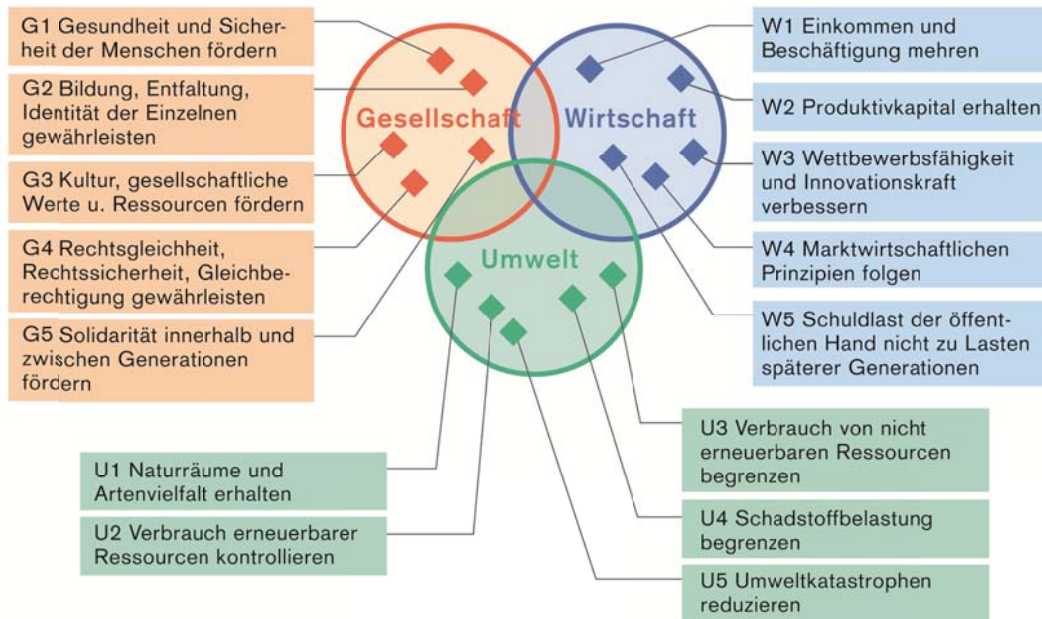 G1 Gesundheit und Sicher-
heit der Menschen fördern
G2 Bildung, Entfaltung,
Identität der Einzelnen
gewährleisten
G3 Kultur, gesellschaftliche
Werte u. Ressourcen fördern
G4 Rechtsgleichheit,
Rechtssicherheit, Gleichbe-
rechtigung gewährleisten
G5 Solidarität innerhalb und
zwischen Generationen
fördern
Gesellschaft
Wirtschaft
Umwelt
W1 Einkommen und
Beschäftigung mehren
W2 Produktivkapital erhalten
W3 Wettbewerbsfähigkeit
und Innovationskraft
verbessern
W4 Marktwirtschaftlichen
Prinzipien folgen
W5 Schuldlast der öffent-
lichen Hand nicht zu Lasten
späterer Generationen
U1 Naturräume und
Artenvielfalt erhalten
U2 Verbrauch erneuerbarer
Ressourcen kontrollieren
U3 Verbrauch von nicht
erneuerbaren Ressourcen
begrenzen
U4 Schadstoffbelastung
begrenzen
U5 Umweltkatastrophen
reduzieren